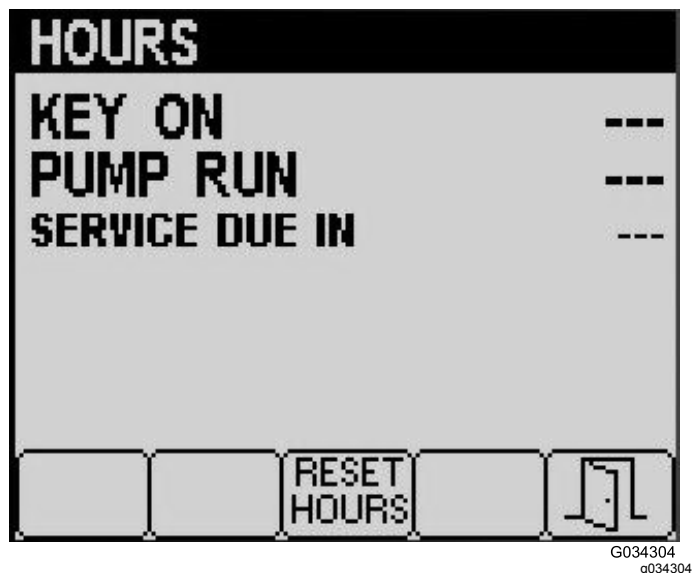 HOURS
KEY ON ---
PUMP RUN ---
SERVICE DUE IN ---
RESET
HOURS
G034304
g034304